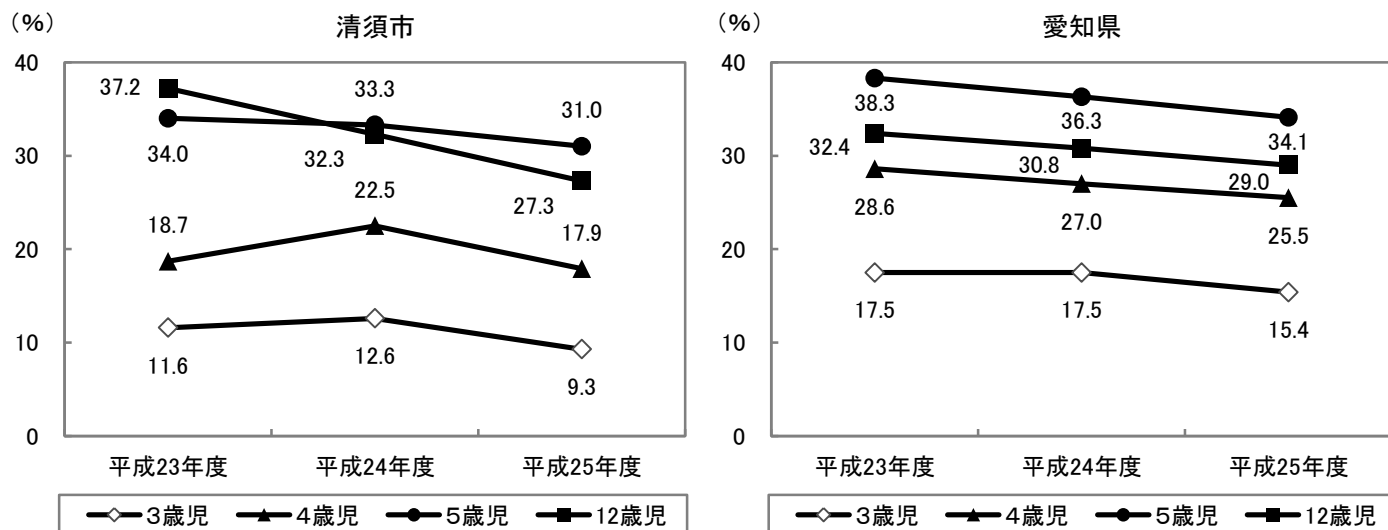 （%）
清須市
40
30
20
10
0
37.2
33.3
31.0
34.0
32.3
27.3
18.7
22.5
17.9
11.6
12.6
9.3
平成23年度
平成24年度
平成25年度
3歳児
4歳児
5歳児
12歳児
（%）
愛知県
40
30
20
10
0
38.3
36.3
34.1
32.4
30.8
29.0
28.6
27.0
25.5
17.5
17.5
15.4
平成23年度
平成24年度
平成25年度
3歳児
4歳児
5歳児
12歳児